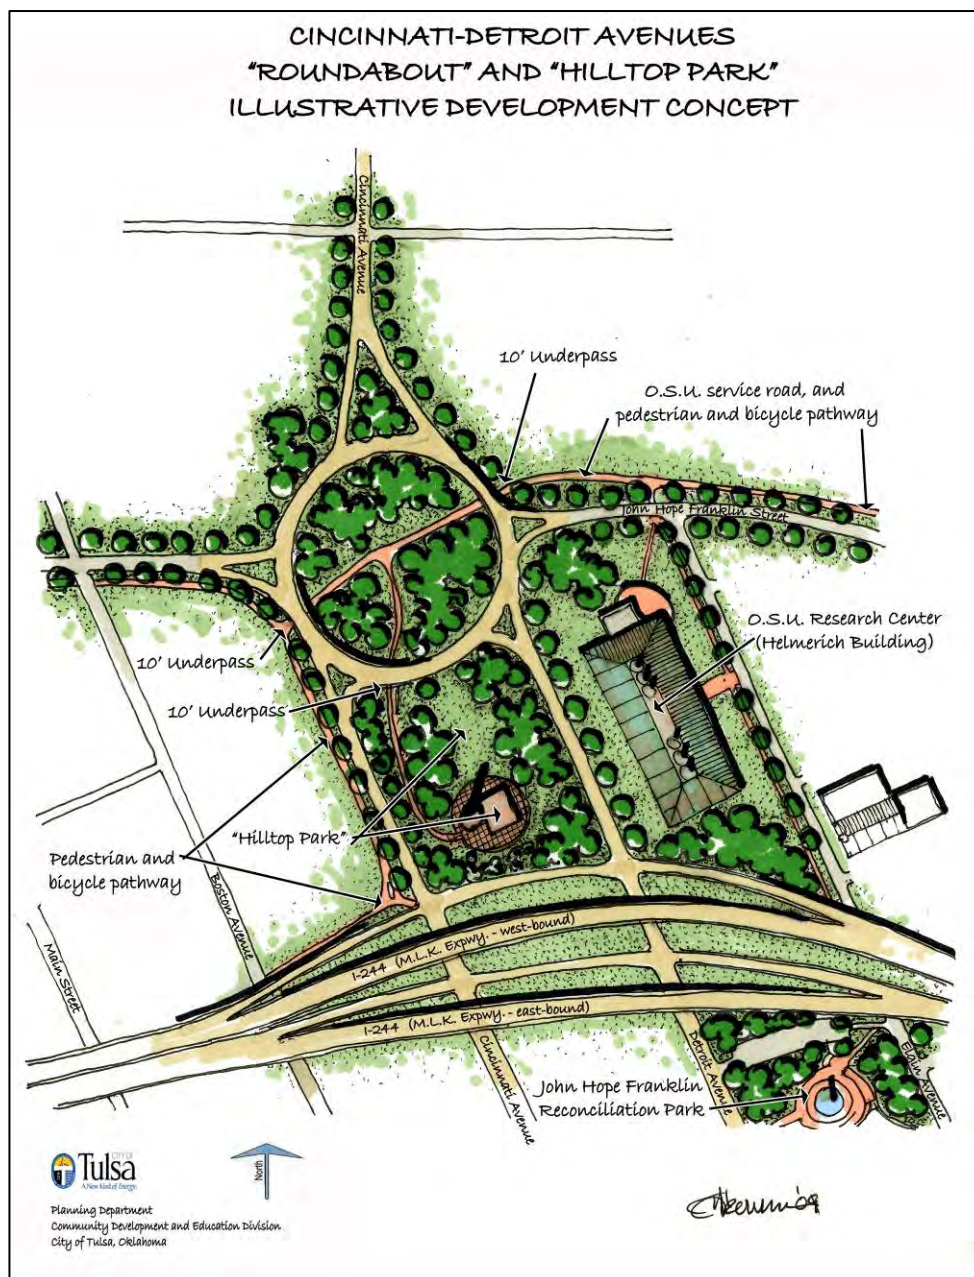 CINCINNATI-DETROIT AVENUES
"ROUNDABOUT" AND "HILLTOP PARK"
ILLUSTRATIVE DEVELOPMENT CONCEPT
Cincinnati Avenue
10' Underpass
O.S.U. service road, and
pedestrian and bicycle pathway
John Hope Franklin Street
O.S.U. Research Center
(Helmerich Building)
10' Underpass
10' Underpass
"Hilltop Park"
Pedestrian and
bicycle pathway
Boston Avenue
Main Street
I-244 (M.L.K. Expwy. - west-bound)
I-244 (M.L.K. Expwy. - east-bound)
Cincinnati Avenue
Detroit Avenue
Elgin Avenue
John Hope Franklin
Reconciliation Park
CITY OF
Tulsa
A New Kind of Energy.
North
Planning Department
Community Development and Education Division
City of Tulsa, Oklahoma
'09